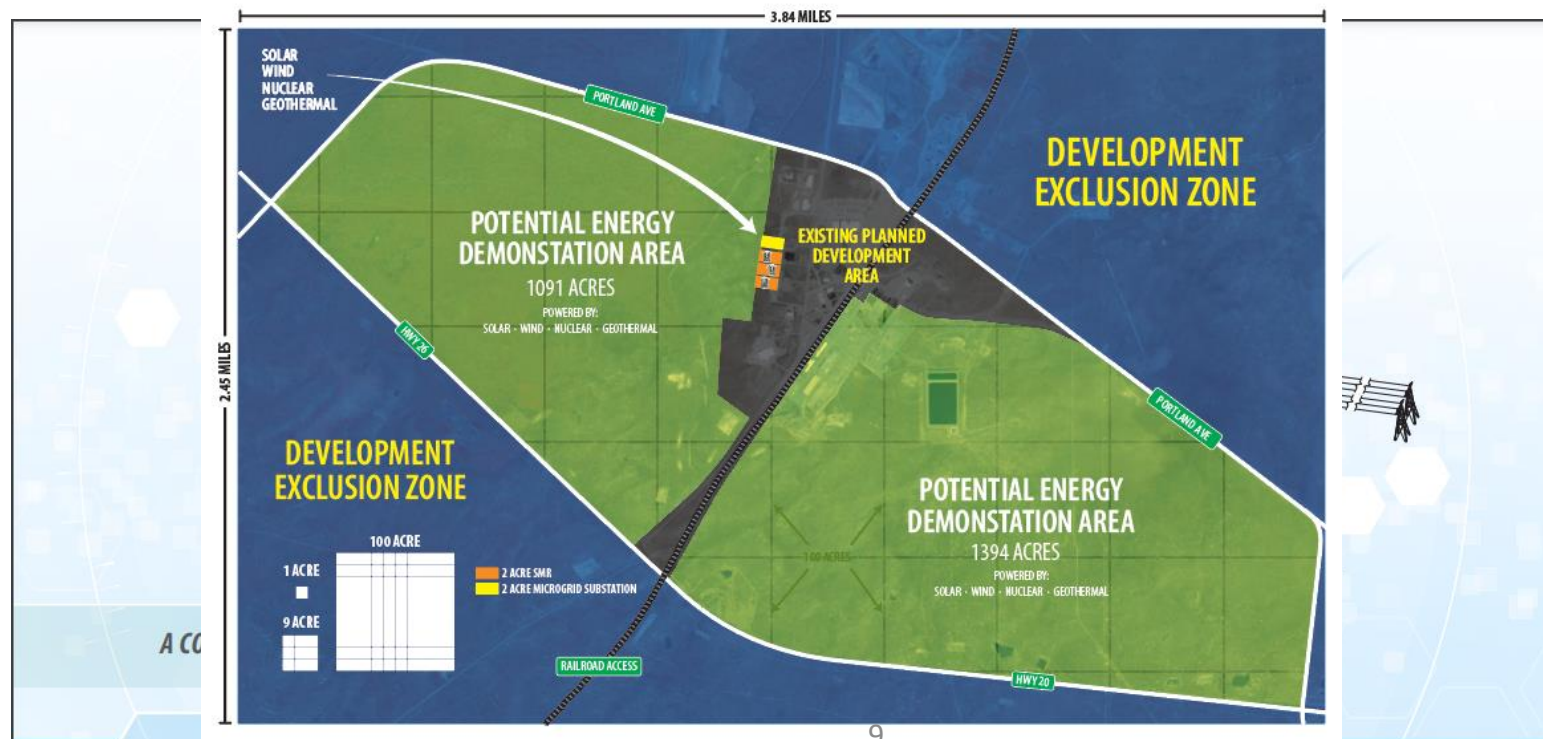 3.84 MILES
2.45 MILES
SOLAR
WIND
NUCLEAR
GEOTHERMAL
PORTLAND AVE
DEVELOPMENT
EXCLUSION ZONE
POTENTIAL ENERGY
DEMONSTATION AREA
1091 ACRES
POWERED BY:
SOLAR - WIND - NUCLEAR - GEOTHERMAL
EXISTING PLANNED
DEVELOPMENT
AREA
HWY 26
PORTLAND AVE
DEVELOPMENT
EXCLUSION ZONE
POTENTIAL ENERGY
DEMONSTATION AREA
1394 ACRES
POWERED BY:
SOLAR - WIND - NUCLEAR - GEOTHERMAL
100 ACRES
100 ACRE
1 ACRE
9 ACRE
2 ACRE SMR
2 ACRE MICROGRID SUBSTATION
RAILROAD ACCESS
HWY 20
A CO
9